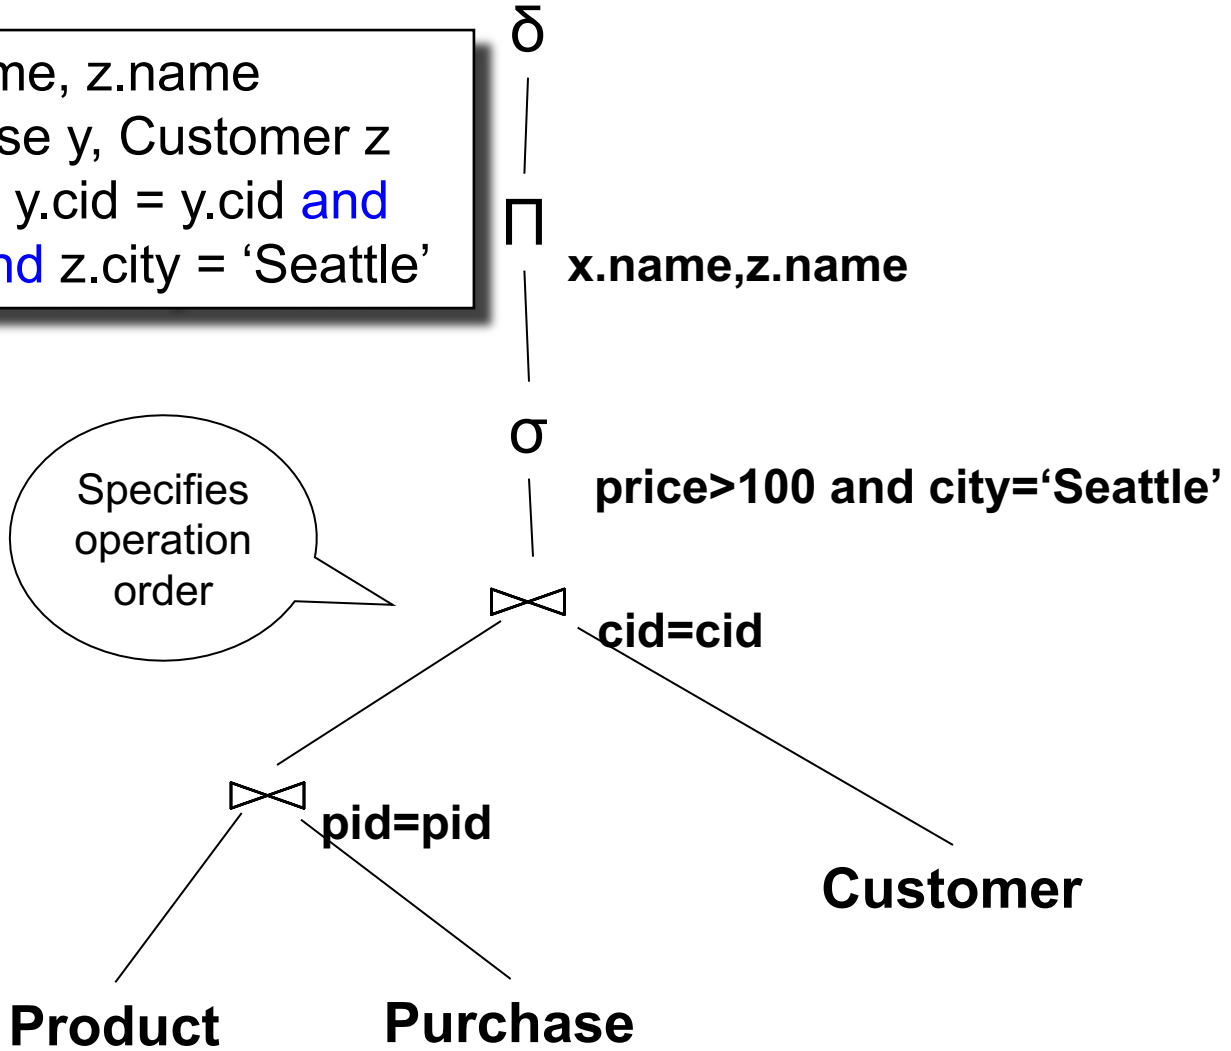 δ
me, z.name
se y, Customer z
y.cid = y.cid and
nd z.city = ‘Seattle’
Π
x.name,z.name
σ
price>100 and city=‘Seattle’
Specifies
operation
order
cid=cid
pid=pid
Customer
Product
Purchase